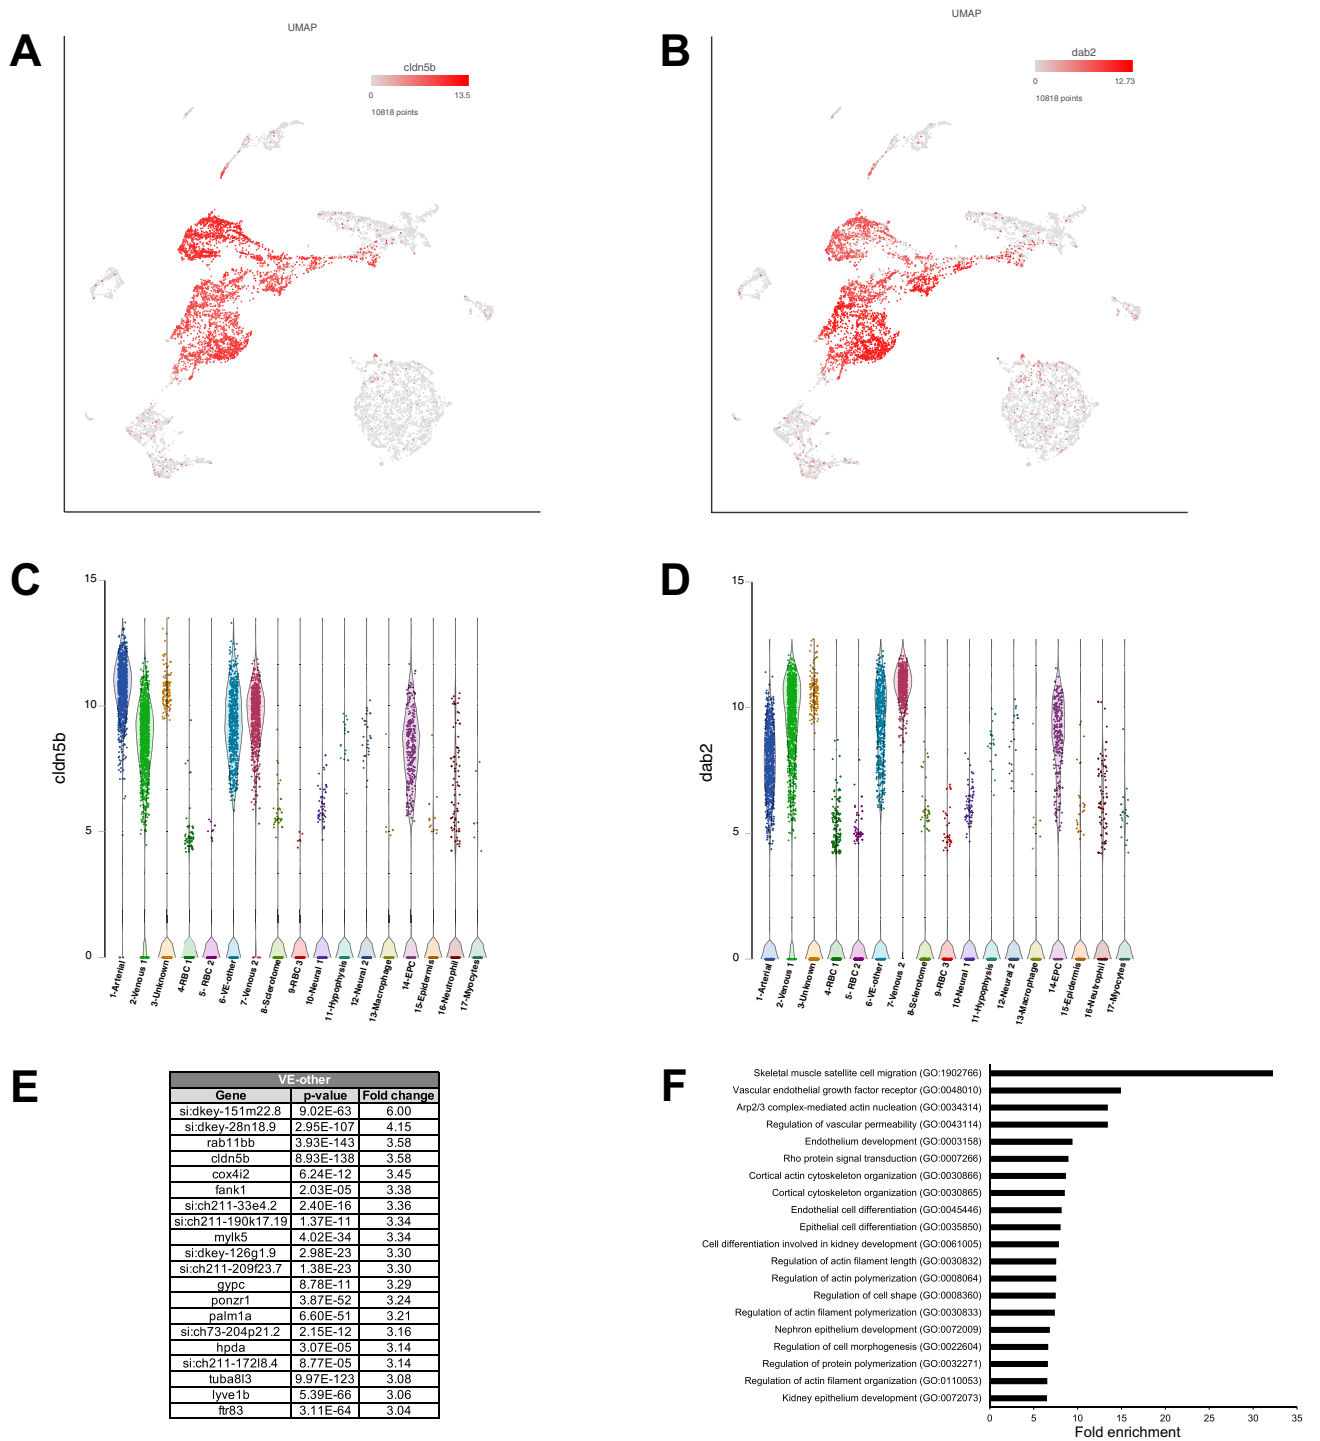 A
UMAP
cldn5b
0 13.5
10818 points
B
UMAP
dab2
0 12.73
10818 points
C
cldn5b
15
10
5
0
1-Arterial
2-Venous 1
3-Unknown
4-RBC 1
5- RBC 2
6-VE-other
7-Venous 2
8-Sclerotome
9-RBC 3
10-Neural 1
11-Hypophysis
12-Neural 2
13-Macrophage
14-EPC
15-Epidermis
16-Neutrophil
17-Myocytes
D
dab2
15
10
5
0
1-Arterial
2-Venous 1
3-Unknown
4-RBC 1
5- RBC 2
6-VE-other
7-Venous 2
8-Sclerotome
9-RBC 3
10-Neural 1
11-Hypophysis
12-Neural 2
13-Macrophage
14-EPC
15-Epidermis
16-Neutrophil
17-Myocytes
E
VE-other
Gene p-value Fold change
si:dkey-151m22.8 9.02E-63 6.00
si:dkey-28n18.9 2.95E-107 4.15
rab11bb 3.93E-143 3.58
cldn5b 8.93E-138 3.58
cox4i2 6.24E-12 3.45
fank1 2.03E-05 3.38
si:ch211-33e4.2 2.40E-16 3.36
si:ch211-190k17.19 1.37E-11 3.34
mylk5 4.02E-34 3.34
si:dkey-126g1.9 2.98E-23 3.30
si:ch211-209f23.7 1.38E-23 3.30
gypc 8.78E-11 3.29
ponzr1 3.87E-52 3.24
palm1a 6.60E-51 3.21
si:ch73-204p21.2 2.15E-12 3.16
hpda 3.07E-05 3.14
si:ch211-172l8.4 8.77E-05 3.14
tuba8l3 9.97E-123 3.08
lyve1b 5.39E-66 3.06
ftr83 3.11E-64 3.04
F
Skeletal muscle satellite cell migration (GO:1902766)
Vascular endothelial growth factor receptor (GO:0048010)
Arp2/3 complex-mediated actin nucleation (GO:0034314)
Regulation of vascular permeability (GO:0043114)
Endothelium development (GO:0003158)
Rho protein signal transduction (GO:0007266)
Cortical actin cytoskeleton organization (GO:0030866)
Cortical cytoskeleton organization (GO:0030865)
Endothelial cell differentiation (GO:0045446)
Epithelial cell differentiation (GO:0035850)
Cell differentiation involved in kidney development (GO:0061005)
Regulation of actin filament length (GO:0030832)
Regulation of actin polymerization (GO:0008064)
Regulation of cell shape (GO:0008360)
Regulation of actin filament polymerization (GO:0030833)
Nephron epithelium development (GO:0072009)
Regulation of cell morphogenesis (GO:0022604)
Regulation of protein polymerization (GO:0032271)
Regulation of actin filament organization (GO:0110053)
Kidney epithelium development (GO:0072073)
0 5 10 15 20 25 30 35
Fold enrichment